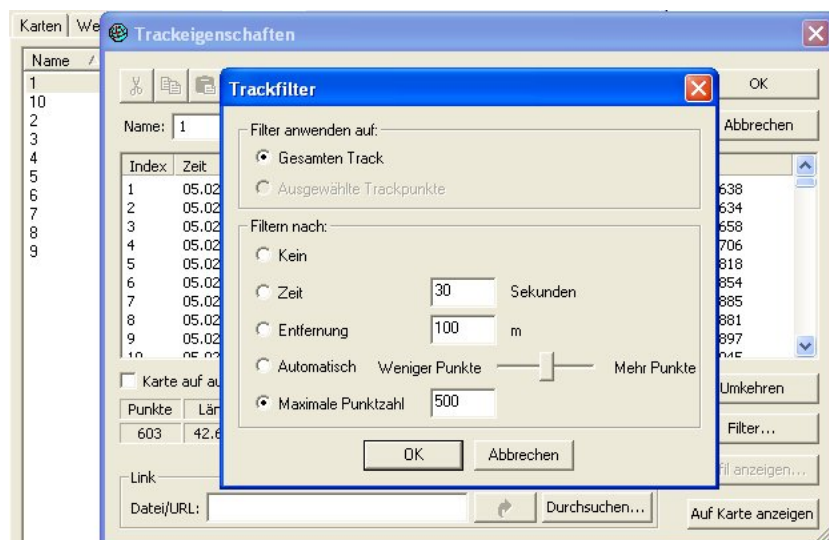 Karten We
Trackeigenschaften
Name
1
10
2
3
4
5
6
7
8
9
Name: 1
OK
Abbrechen
Index Zeit
1 05.02 638
2 05.02 634
3 05.02 658
4 05.02 706
5 05.02 818
6 05.02 854
7 05.02 885
8 05.02 881
9 05.02 897
Trackfilter
Filter anwenden auf:
Gesamten Track
Ausgewählte Trackpunkte
Filtern nach:
Kein
Zeit 30 Sekunden
Entfernung 100 m
Automatisch Weniger Punkte Mehr Punkte
Maximale Punktzahl 500
OK Abbrechen
Karte auf au
Umkehren
Punkte Län
603 42.6
Filter...
fil anzeigen...
Link
Datei/URL: Durchsuchen...
Auf Karte anzeigen